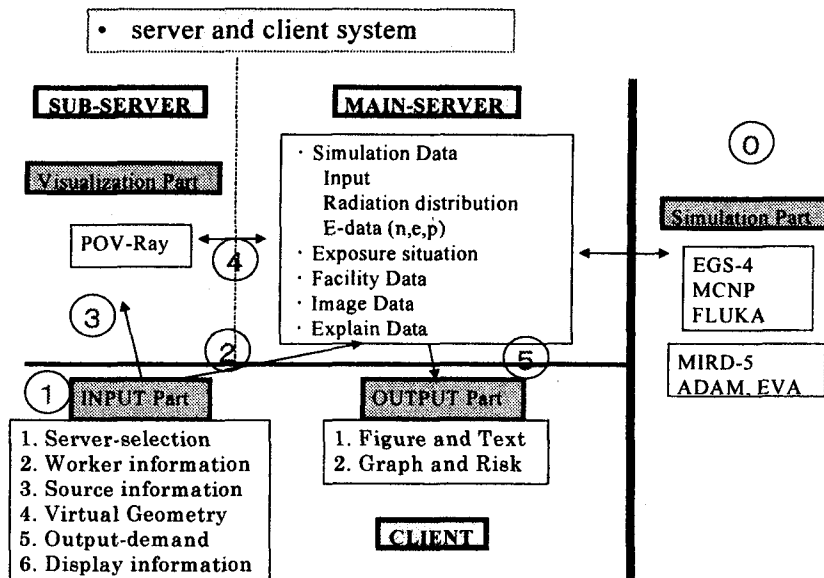 • server and client system
SUB-SERVER
MAIN-SERVER
0
Visualization Part
· Simulation Data
Input
Radiation distribution
E-data (n,e,p)
· Exposure situation
· Facility Data
· Image Data
· Explain Data
Simulation Part
POV-Ray
4
EGS-4
MCNP
FLUKA
3
2
5
MIRD-5
ADAM, EVA
1
INPUT Part
OUTPUT Part
1. Server-selection
2. Worker information
3. Source information
4. Virtual Geometry
5. Output-demand
6. Display information
1. Figure and Text
2. Graph and Risk
CLIENT